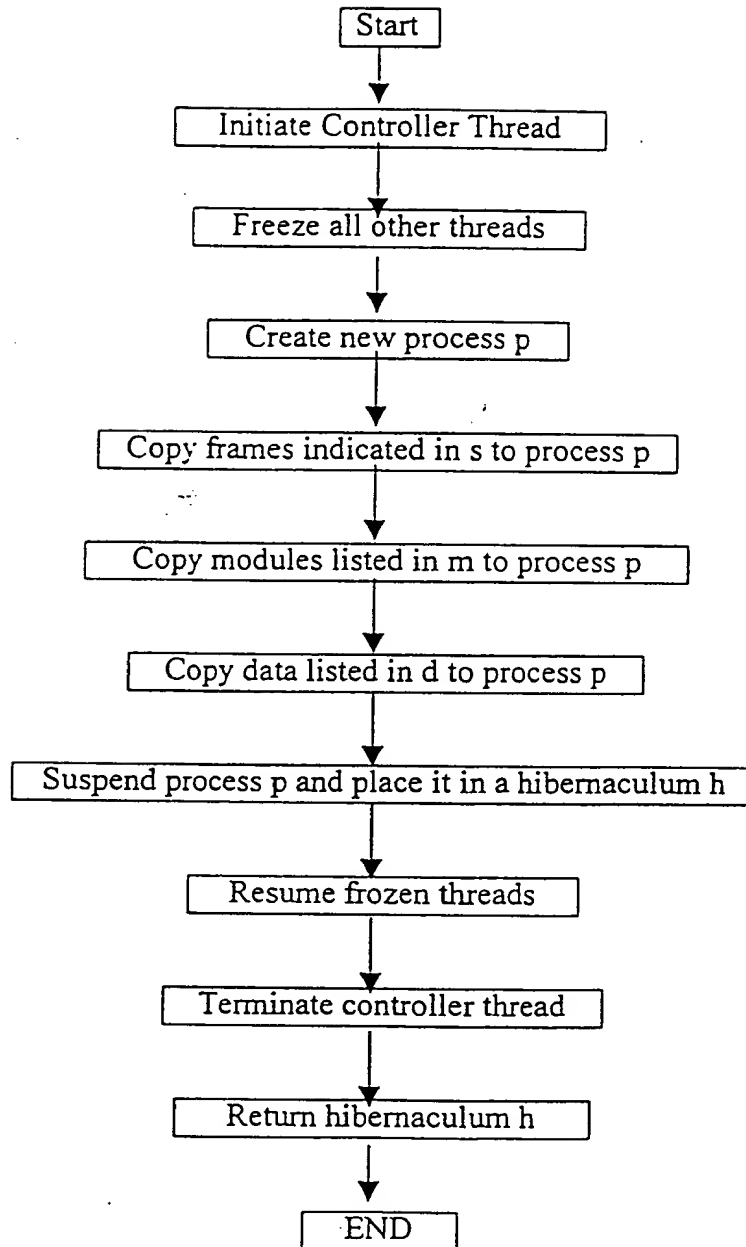 Start
Initiate Controller Thread
Freeze all other threads
Create new process p
Copy frames indicated in s to process p
Copy modules listed in m to process p
Copy data listed in d to process p
Suspend process p and place it in a hibernaculum h
Resume frozen threads
Terminate controller thread
Return hibernaculum h
END